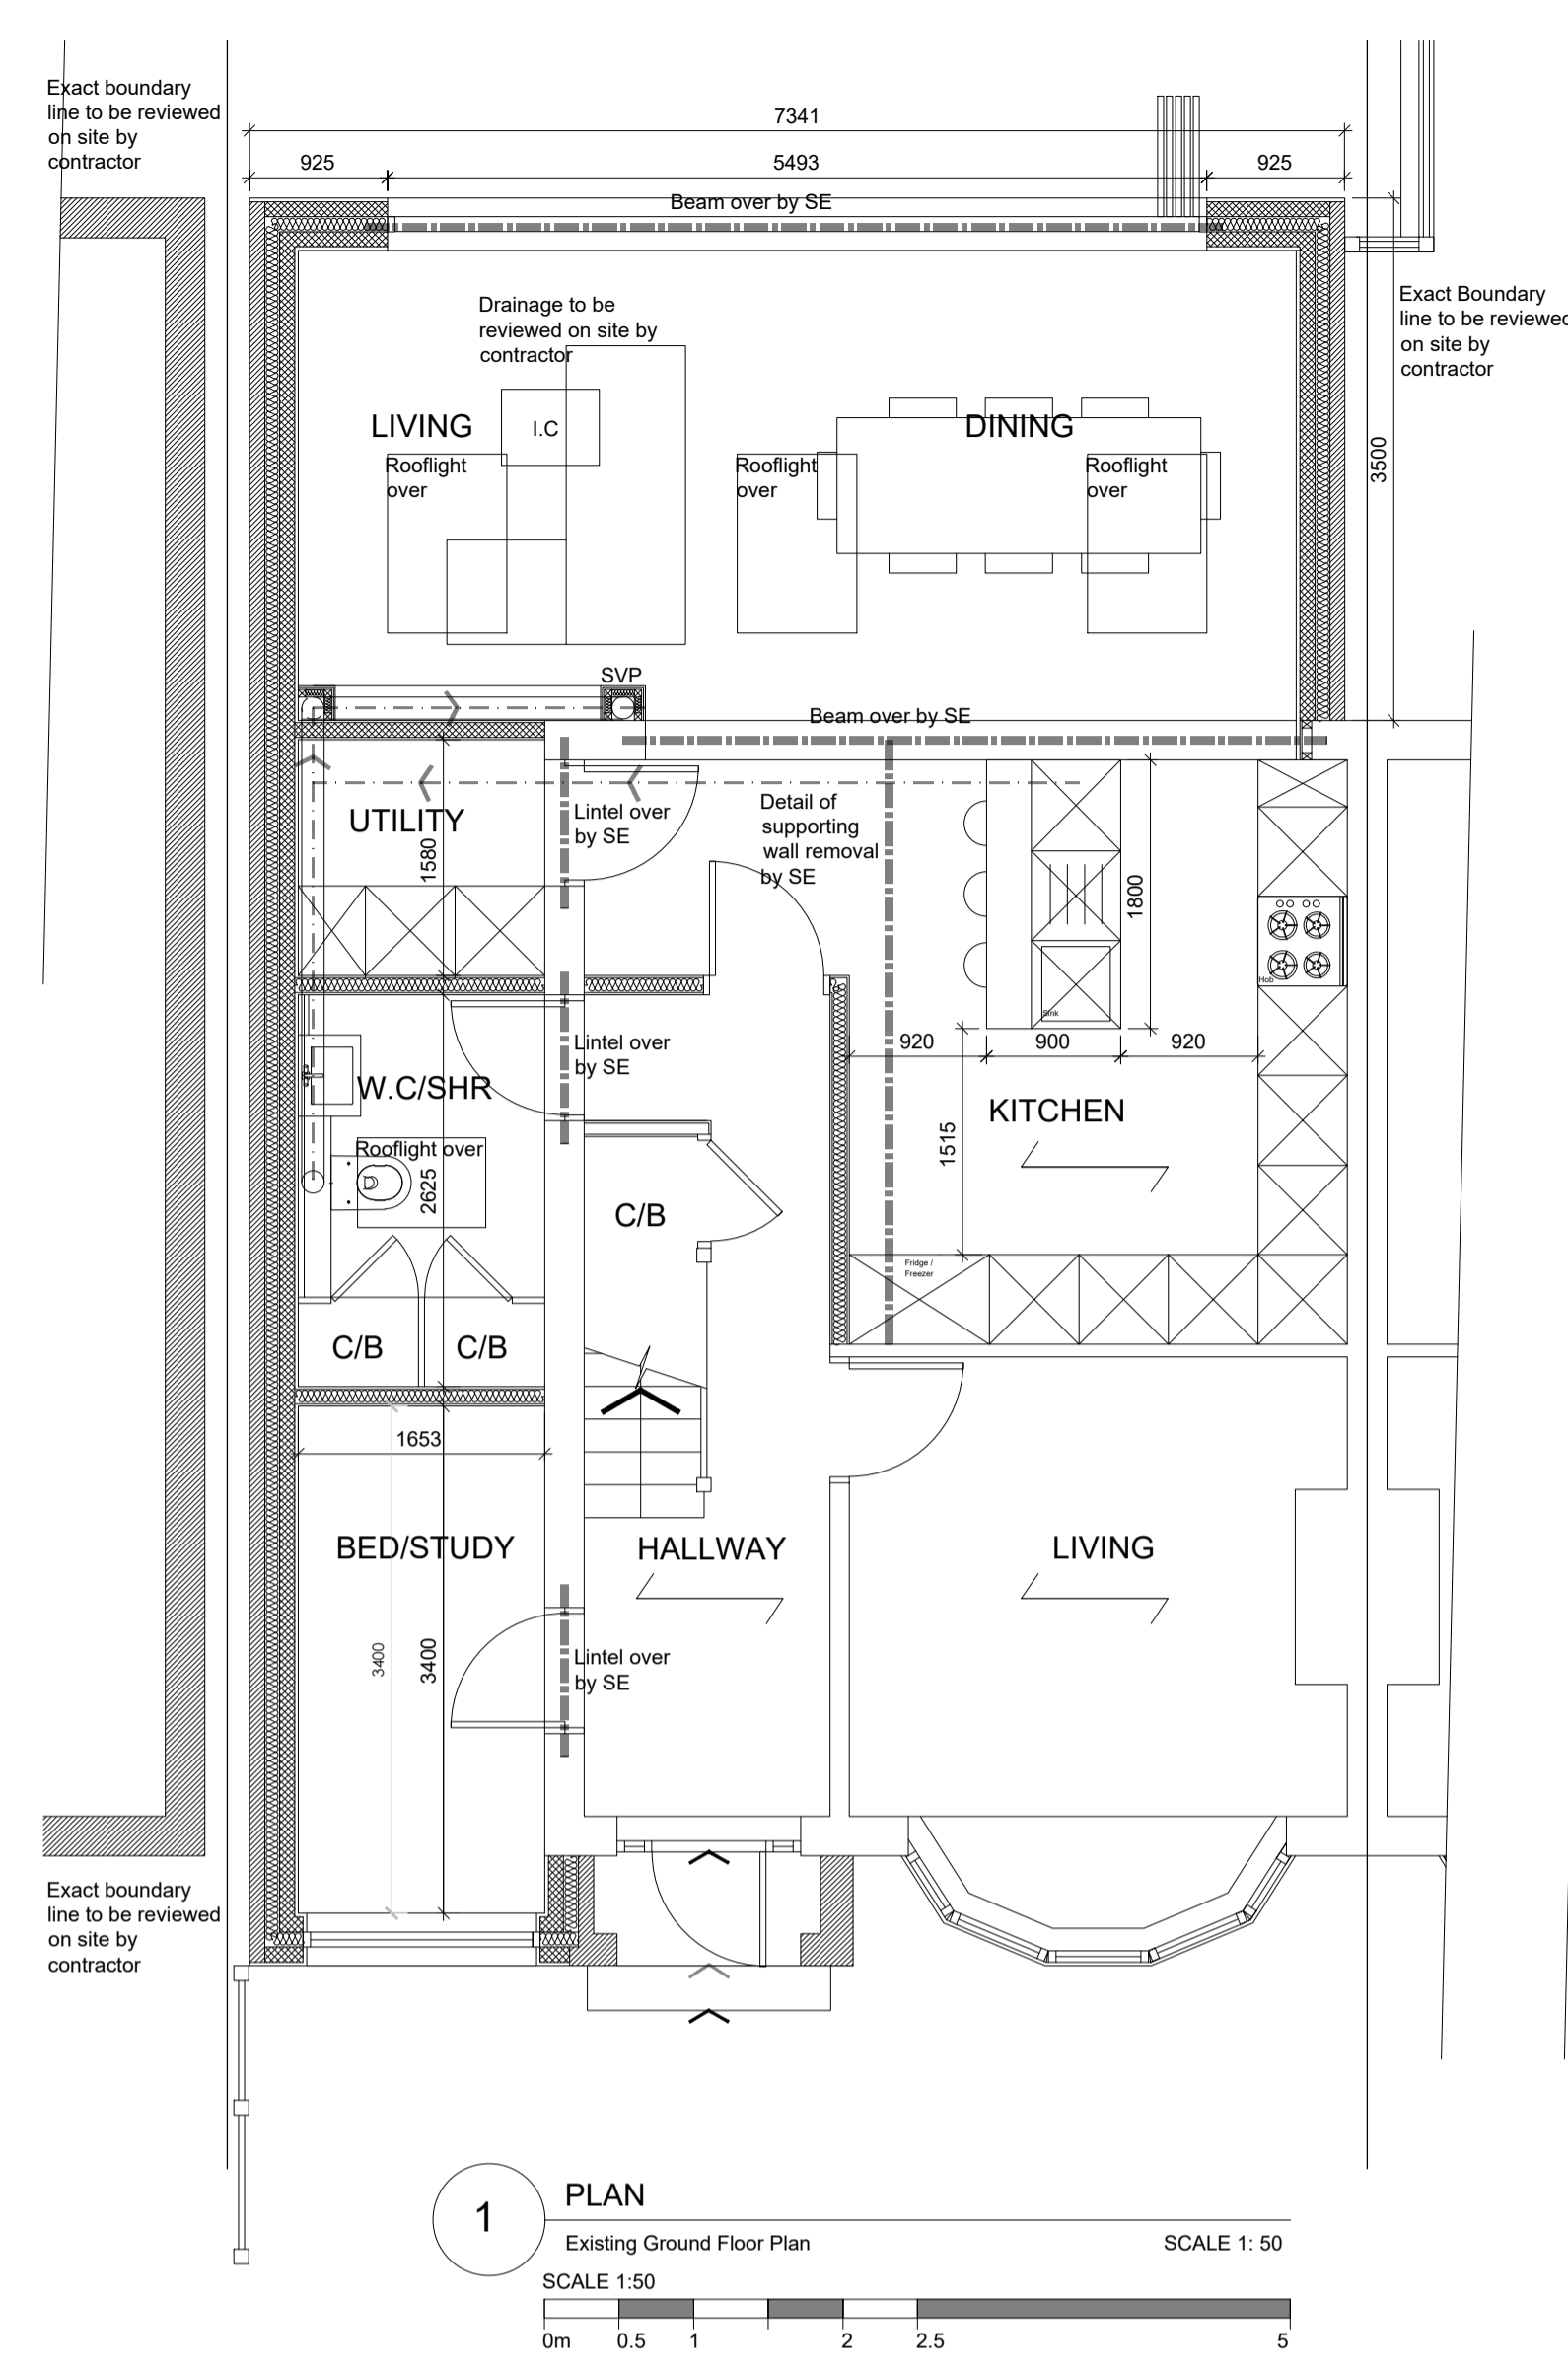 Exact boundary
line to be reviewed
on site by
contractor
7341
925
5493
925
Beam over by SE
Drainage to be
reviewed on site by
contractor
Exact Boundary
line to be reviewed
on site by
contractor
LIVING
I.C
DINING
Rooflight
over
Rooflight
over
Rooflight
over
3500
SVP
Beam over by SE
UTILITY
1580
Lintel over
by SE
Detail of
supporting
wall removal
by SE
1800
Hob
Sink
920
900
920
Lintel over
by SE
W.C/SHR
Rooflight over
2625
KITCHEN
1515
C/B
Fridge /
Freezer
C/B
C/B
1653
BED/STUDY
HALLWAY
LIVING
3400
3400
Lintel over
by SE
Exact boundary
line to be reviewed
on site by
contractor
1
PLAN
Existing Ground Floor Plan
SCALE 1: 50
SCALE 1:50
0m
0.5
1
2
2.5
5